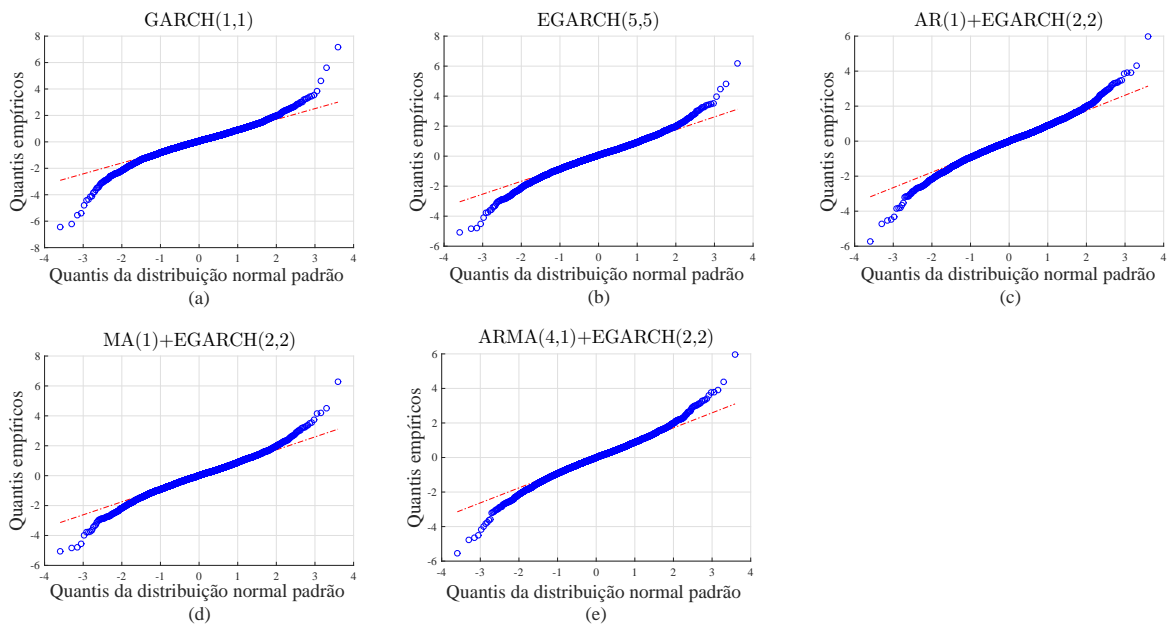 GARCH(1,1)
Quantis empíricos
8
6
4
2
0
-2
-4
-6
8
-4 -3 -2 -1 0 1 2 3 4
Quantis da distribuição normal padrão
(a)
EGARCH(5,5)
Quantis empíricos
8
6
4
2
0
-2
-4
-6
-4 -3 -2 -1 0 1 2 3 4
Quantis da distribuição normal padrão
(b)
AR(1)+EGARCH(2,2)
Quantis empíricos
6
4
2
0
-2
-4
-6
-4 -3 -2 -1 0 1 2 3 4
Quantis da distribuição normal padrão
(c)
MA(1)+EGARCH(2,2)
Quantis empíricos
8
6
4
2
0
-2
-4
-6
-4 -3 -2 -1 0 1 2 3 4
Quantis da distribuição normal padrão
(d)
ARMA(4,1)+EGARCH(2,2)
Quantis empíricos
6
4
2
0
-2
-4
-6
-4 -3 -2 -1 0 1 2 3 4
Quantis da distribuição normal padrão
(e)